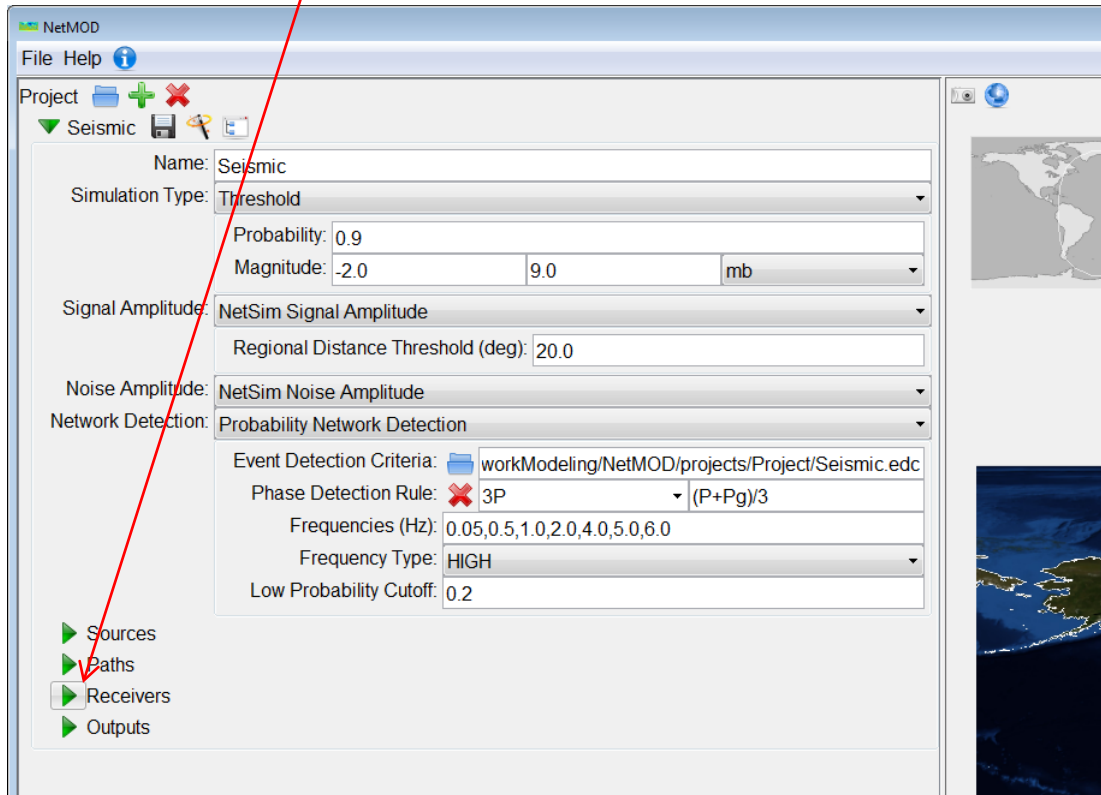 NetMOD
File Help
Project
Seismic
Name: Seismic
Simulation Type: Threshold
Probability: 0.9
Magnitude: -2.0 9.0 mb
Signal Amplitude: NetSim Signal Amplitude
Regional Distance Threshold (deg): 20.0
Noise Amplitude: NetSim Noise Amplitude
Network Detection: Probability Network Detection
Event Detection Criteria: workModeling/NetMOD/projects/Project/Seismic.edc
Phase Detection Rule: 3P (P+Pg)/3
Frequencies (Hz): 0.05,0.5,1.0,2.0,4.0,5.0,6.0
Frequency Type: HIGH
Low Probability Cutoff: 0.2
Sources
Paths
Receivers
Outputs